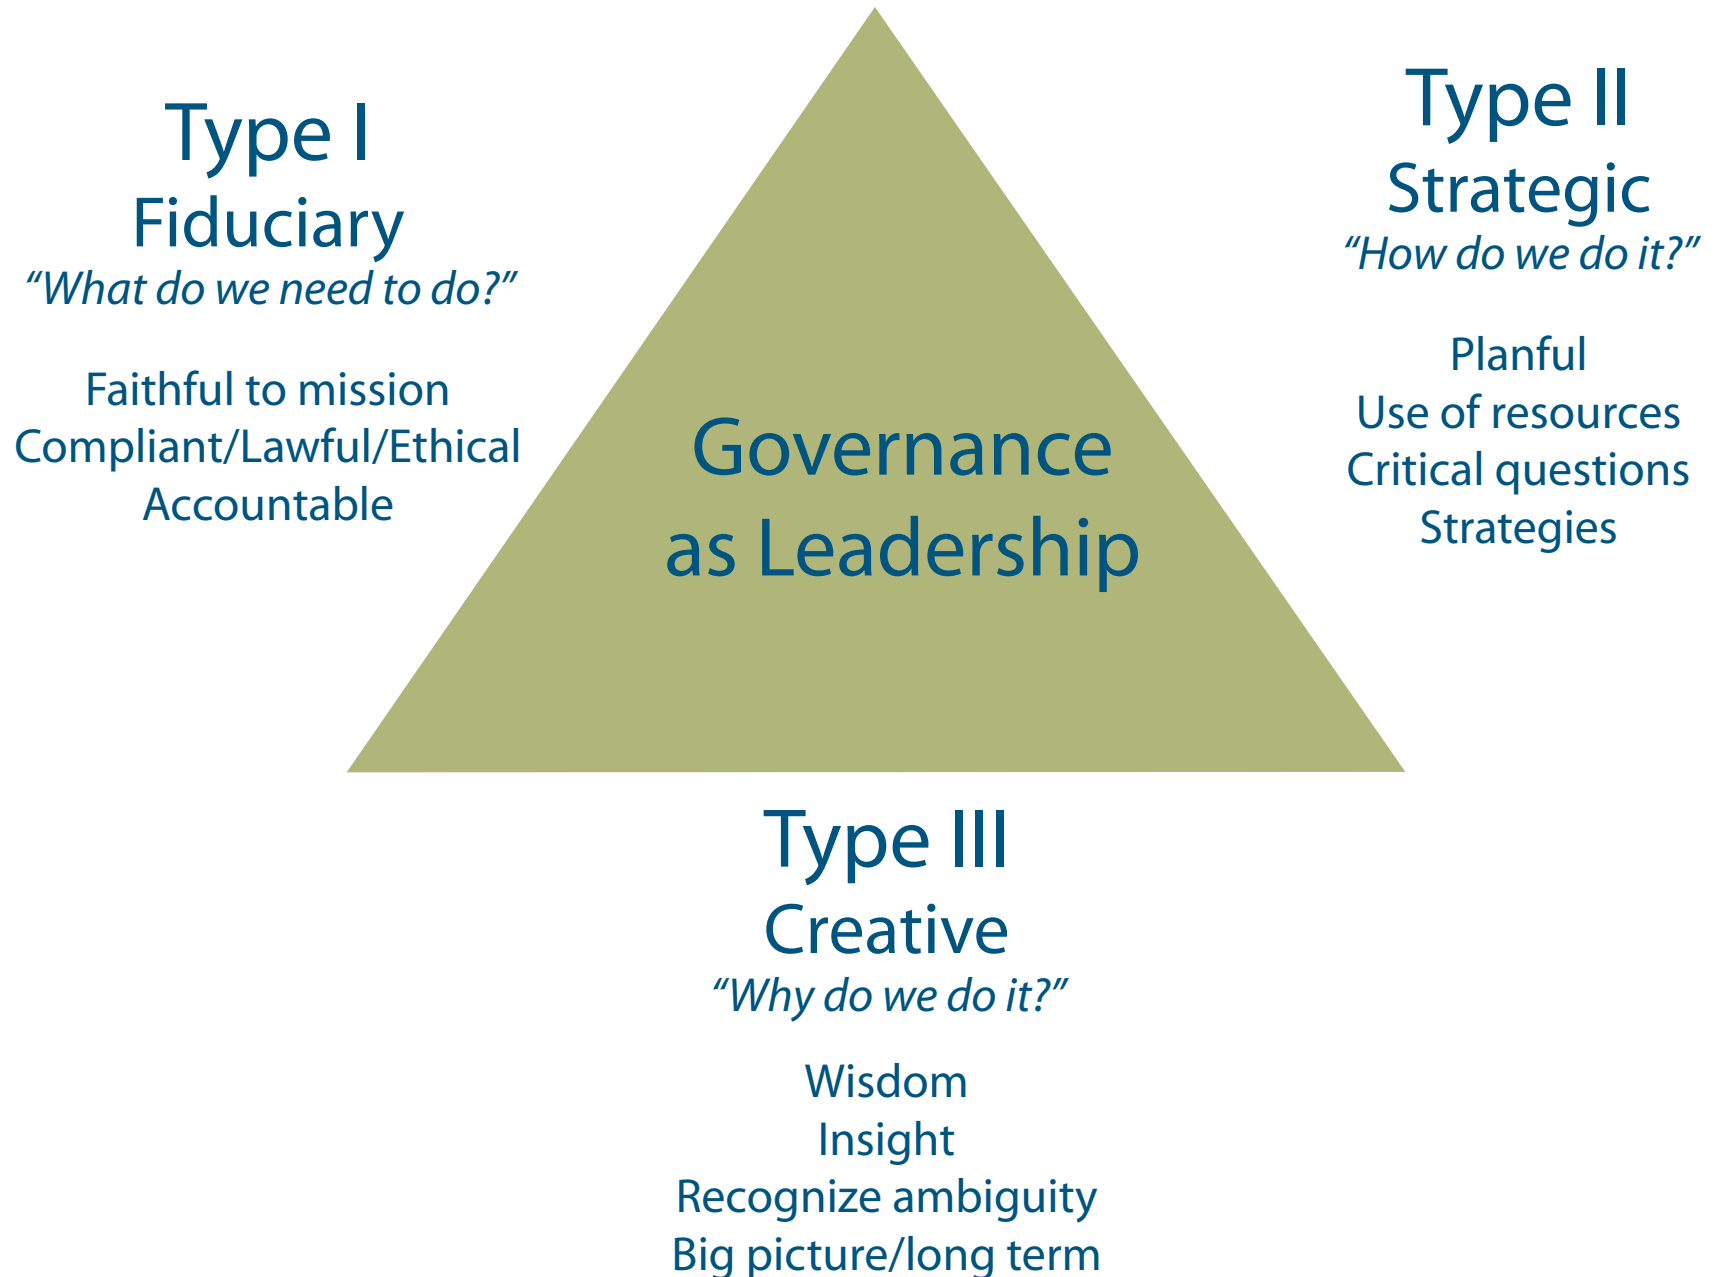 Type I
Fiduciary
“What do we need to do?”
Faithful to mission
Compliant/Lawful/Ethical
Accountable
Type II
Strategic
“How do we do it?”
Planful
Use of resources
Critical questions
Strategies
Governance
as Leadership
Type III
Creative
“Why do we do it?”
Wisdom
Insight
Recognize ambiguity
Big picture/long term